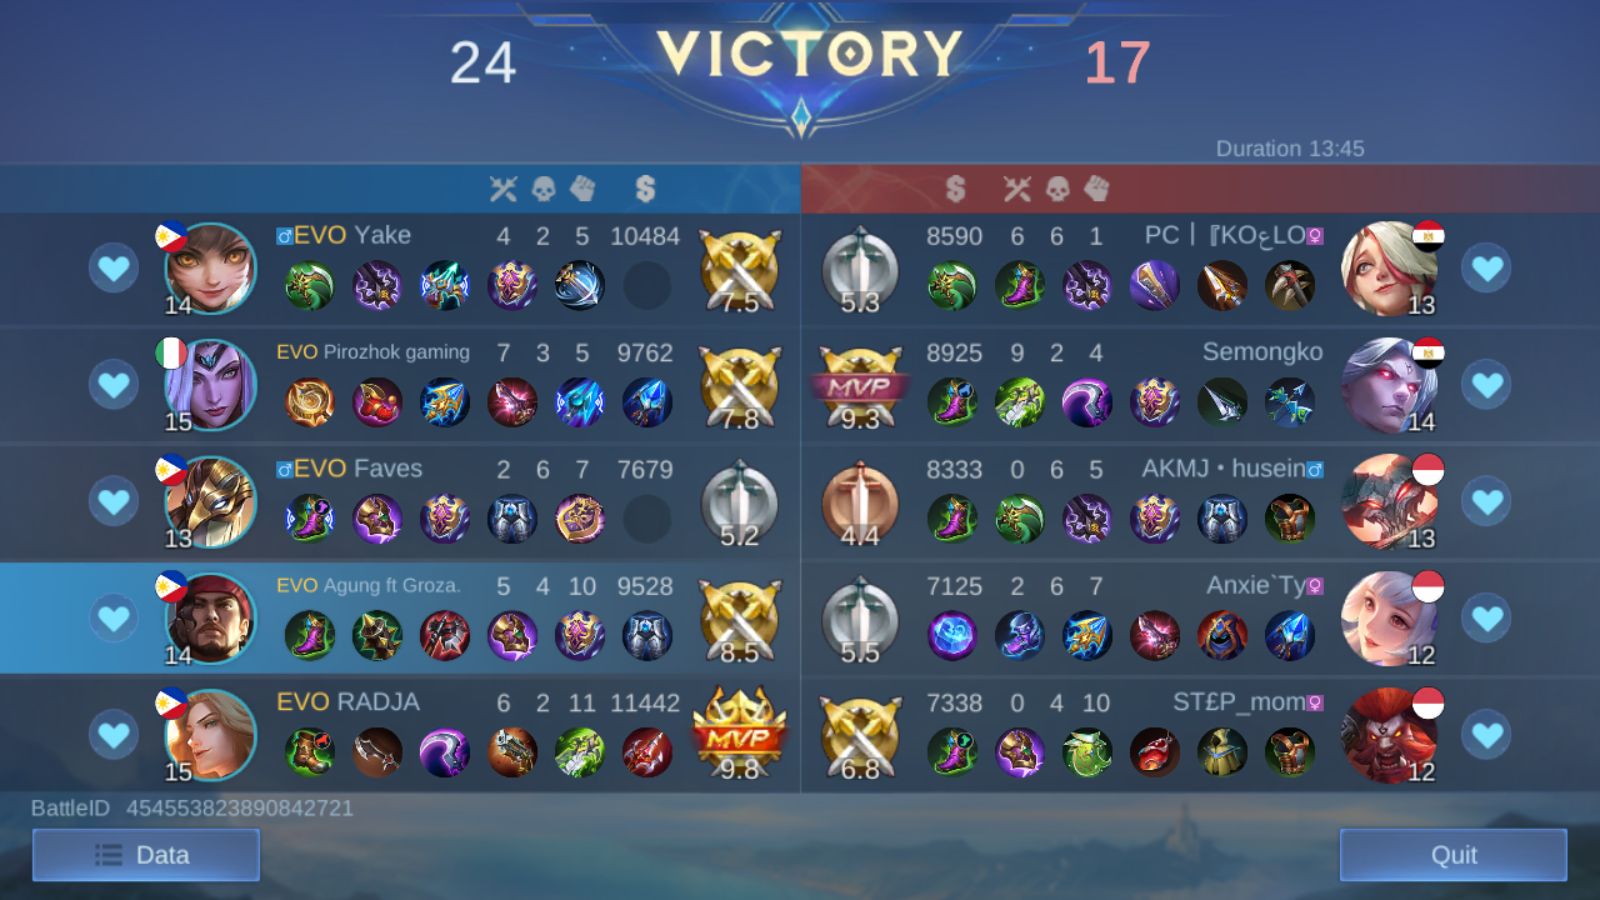 24 VICTORY 17
Duration 13:45
EVO Yake 4 2 5 10484
14 7.5
8590 6 6 1 PC丨『KOﻉLO
5.3 13
EVO Pirozhok gaming 7 3 5 9762
15 7.8
8925 9 2 4 Semongko
MVP
9.3 14
EVO Faves 2 6 7 7679
13 5.2
8333 0 6 5 AKMJ • husein
4.4 13
EVO Agung ft Groza. 5 4 10 9528
14 8.5
7125 2 6 7 Anxie`Ty
5.5 12
EVO RADJA 6 2 11 11442
MVP
15 9.8
7338 0 4 10 ST£P_mom
6.8 12
BattleID 454553823890842721
Data
Quit